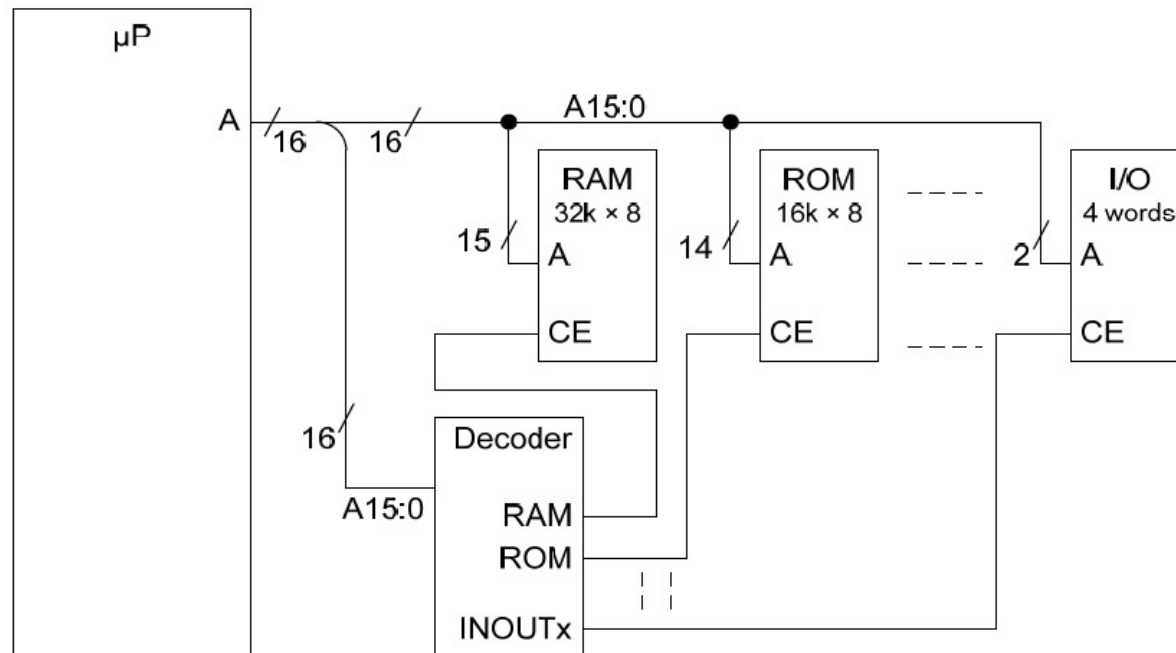 µP
A
16
16
A15:0
RAM
32k × 8
15
A
CE
ROM
16k × 8
14
A
CE
I/O
4 words
2
A
CE
16
A15:0
Decoder
RAM
ROM
INOUTx